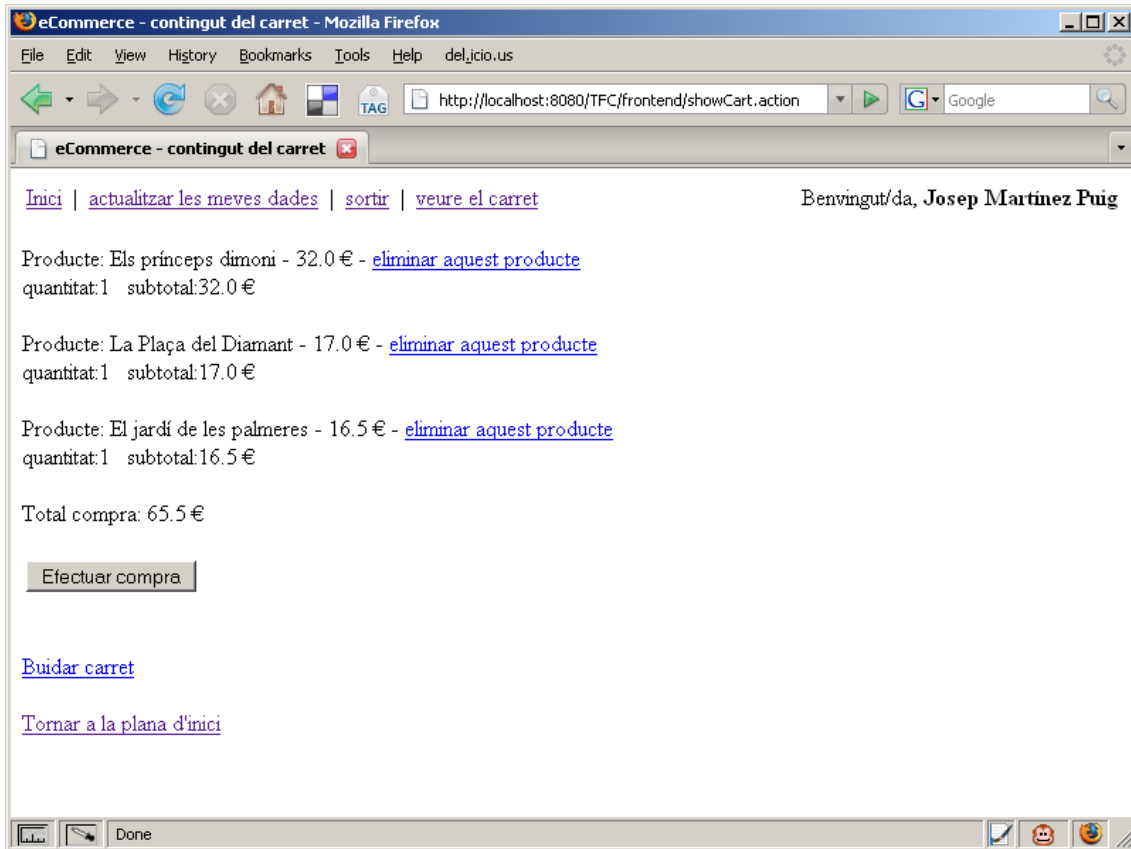 eCommerce - contingut del carret - Mozilla Firefox
File Edit View History Bookmarks Tools Help del.icio.us
TAG http://localhost:8080/TFC/frontend/showCart.action G Google
eCommerce - contingut del carret
Inici | actualitzar les meves dades | sortir | veure el carret Benvingut/da, Josep Martínez Puig
Producte: Els prínceps dimoni - 32.0 € - eliminar aquest producte
quantitat:1 subtotal:32.0 €
Producte: La Plaça del Diamant - 17.0 € - eliminar aquest producte
quantitat:1 subtotal:17.0 €
Producte: El jardí de les palmeres - 16.5 € - eliminar aquest producte
quantitat:1 subtotal:16.5 €
Total compra: 65.5 €
Efectuar compra
Buidar carret
Tornar a la plana d'inici
Done